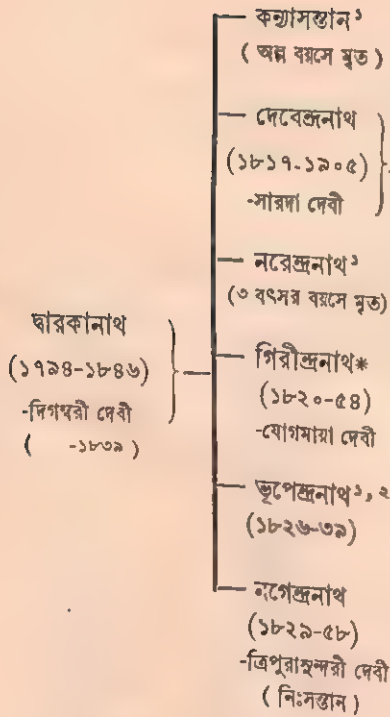 কন্যাসন্তান¹
( অল্প বয়সে মৃত )
দেবেন্দ্রনাথ
(১৮১৭-১৯০৫)
-সারদা দেবী
নরেন্দ্রনাথ¹
(৩ বৎসর বয়সে মৃত)
দ্বারকানাথ
(১৭৯৪-১৮৪৬)
-দিগম্বরী দেবী
( -১৮৩৯ )
গিরীন্দ্রনাথ*
(১৮২০-৫৪)
-যোগমায়া দেবী
ভূপেন্দ্রনাথ¹,²
(১৮২৬-৩৯)
নগেন্দ্রনাথ
(১৮২৯-৫৮)
-ত্রিপুরাসুন্দরী দেবী
( নিঃসন্তান )